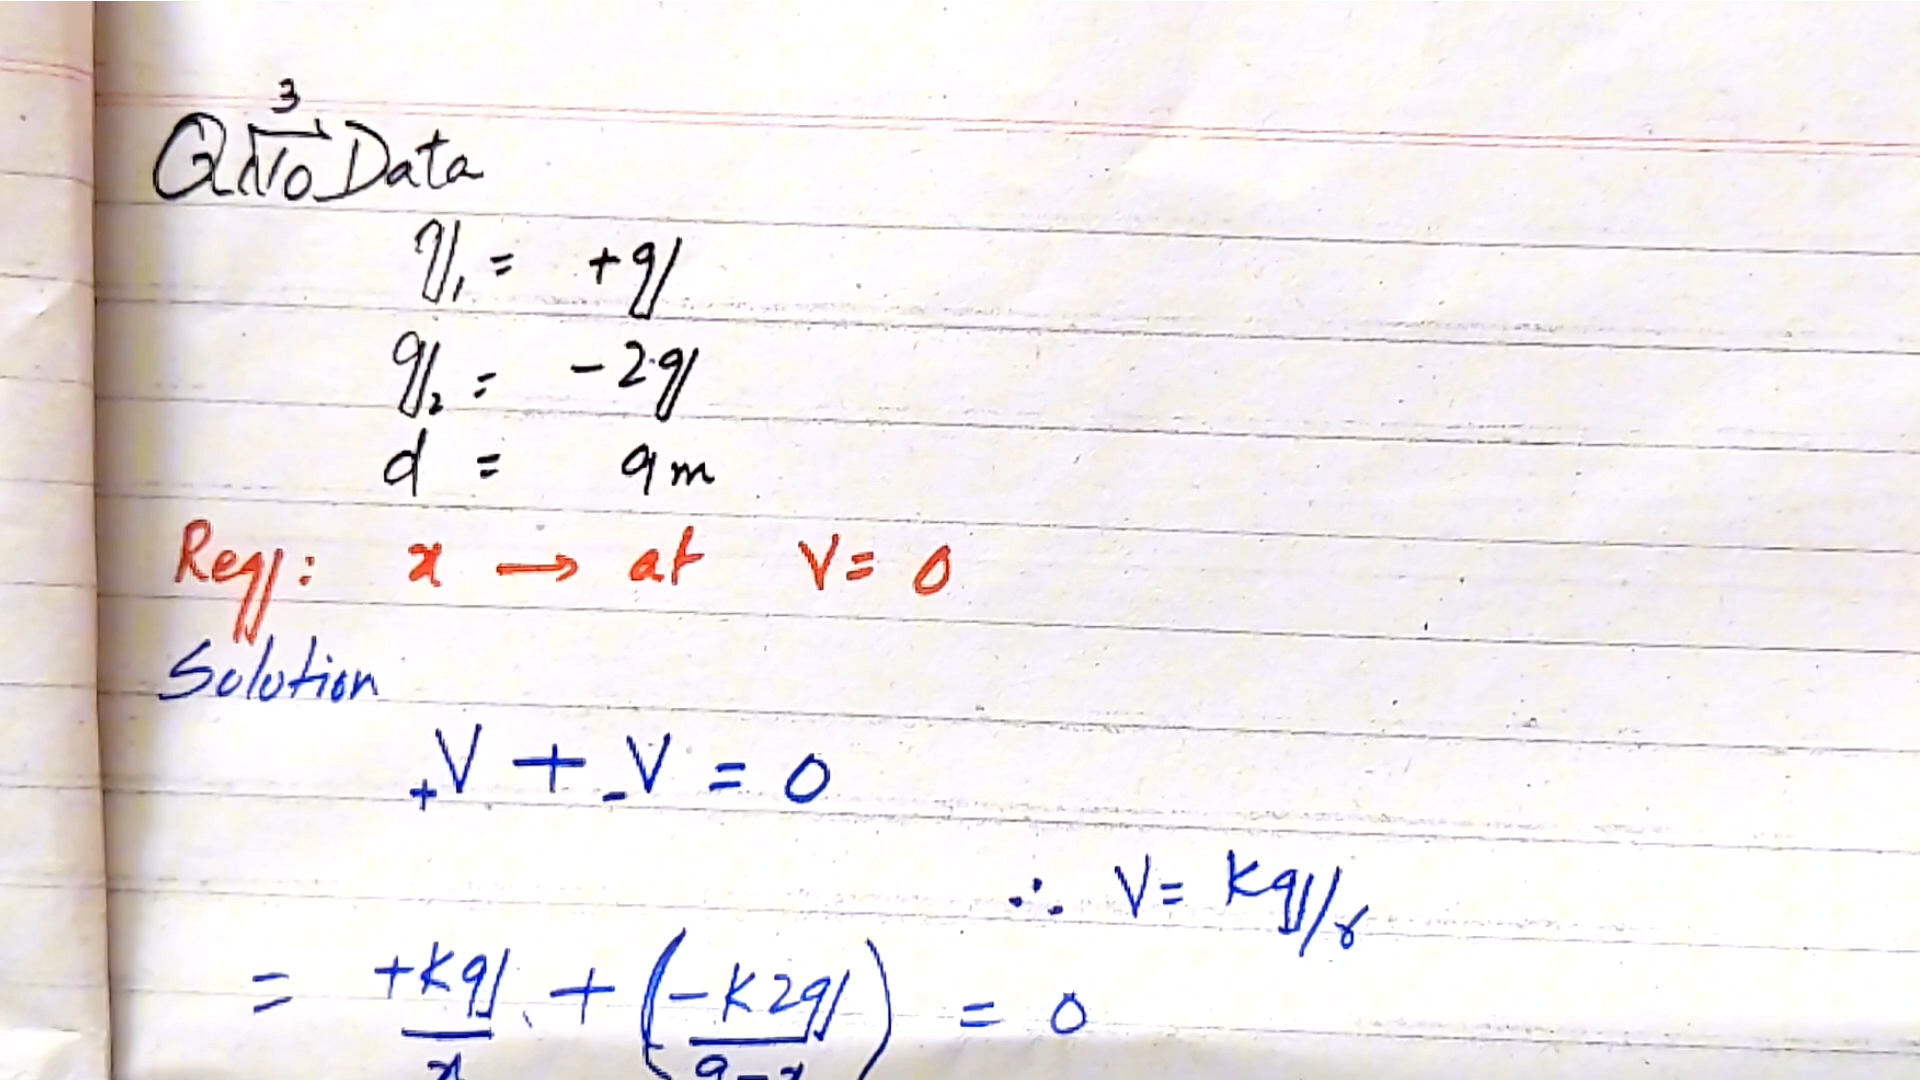 Q No 3 Data
q₁ = +q
q₂ = -2q
d = 9m
Req: x → at V = 0
Solution
₊V + ₋V = 0
∴ V = Kq/r
= +Kq/x + (-K2q/9-x) = 0